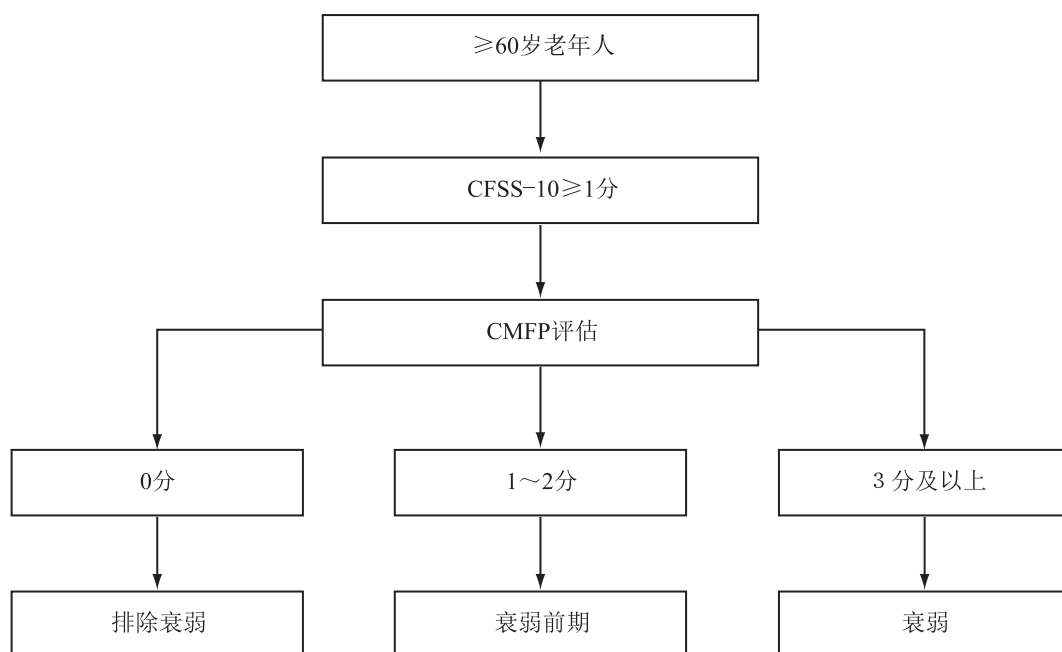 ≥60岁老年人
CFSS-10≥1分
CMFP评估
0分
1～2分
3 分及以上
排除衰弱
衰弱前期
衰弱